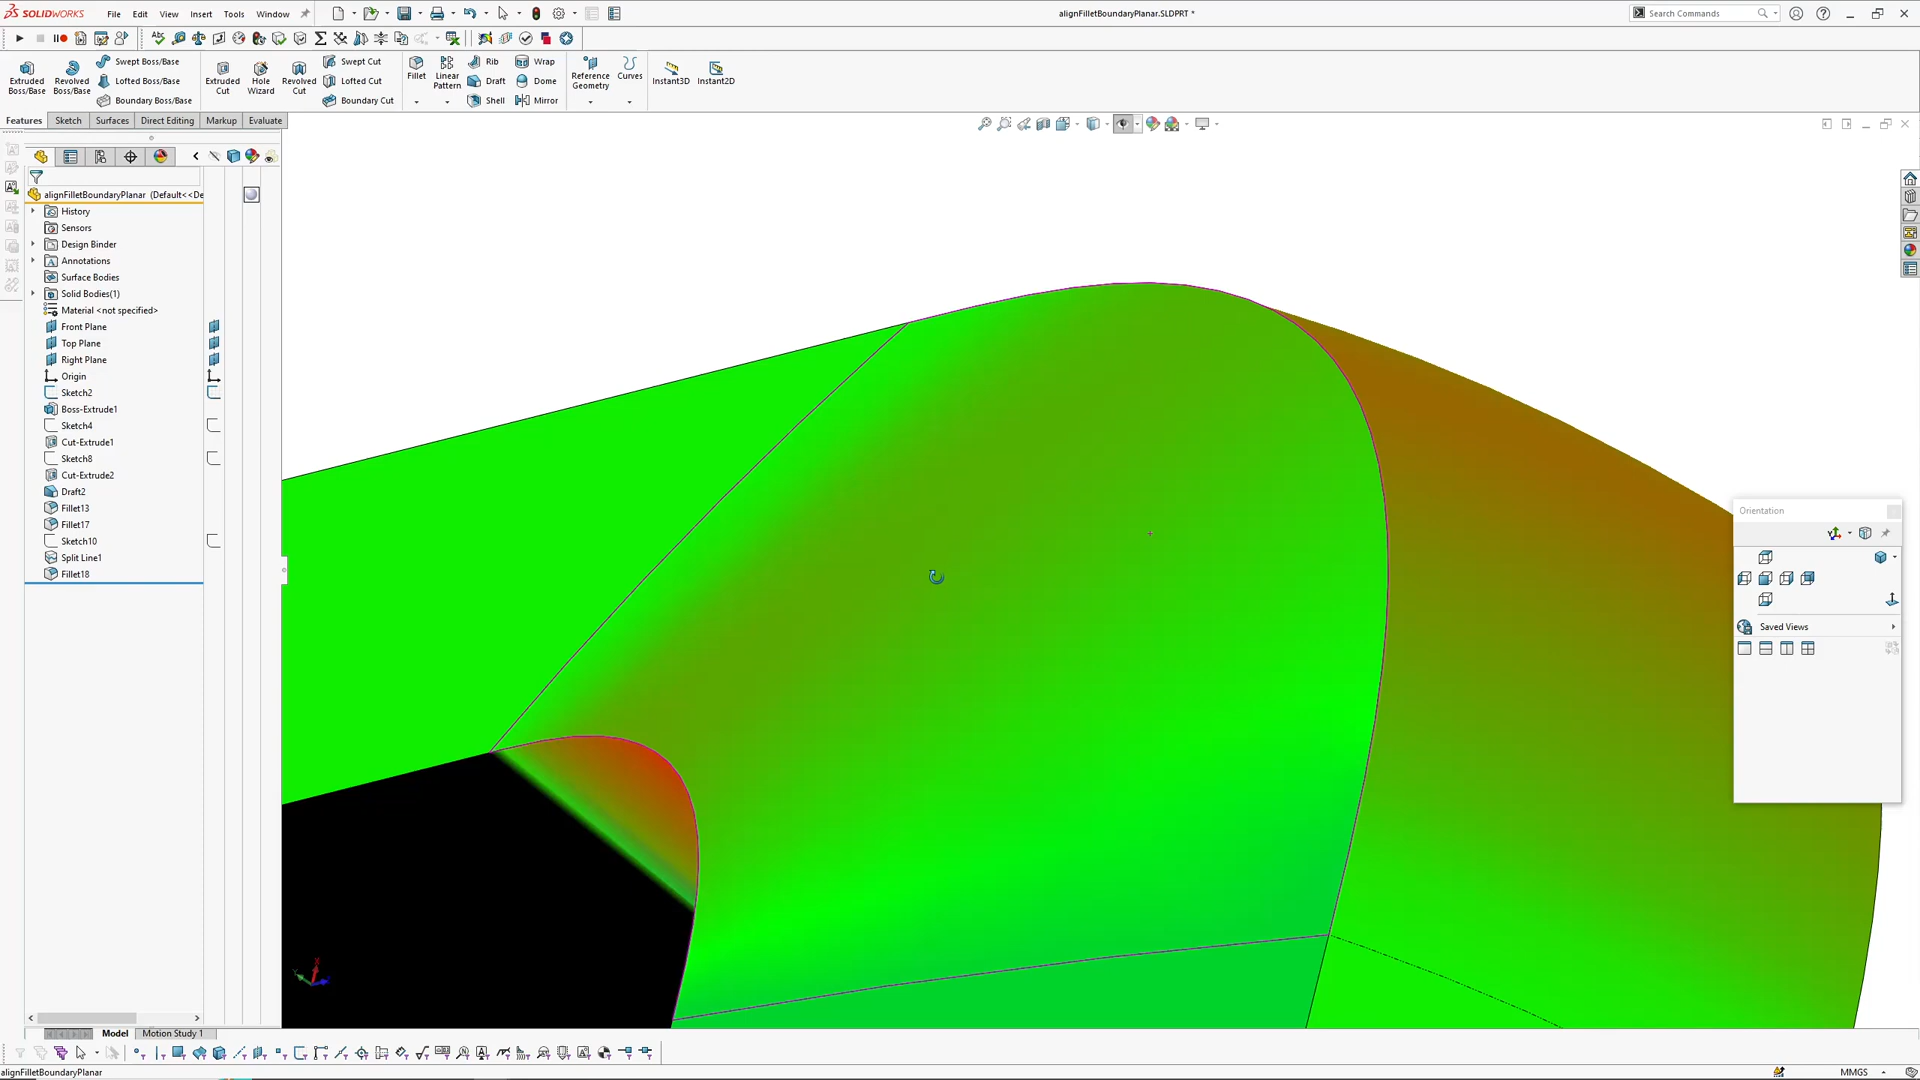 SOLIDWORKS
File
Edit
View
Insert
Tools
Window
alignFilletBoundaryPlanar.SLDPRT *
Search Commands
Extruded Boss/Base
Revolved Boss/Base
Swept Boss/Base
Lofted Boss/Base
Boundary Boss/Base
Extruded Cut
Hole Wizard
Revolved Cut
Swept Cut
Lofted Cut
Boundary Cut
Fillet
Linear Pattern
Rib
Draft
Shell
Wrap
Dome
Mirror
Reference Geometry
Curves
Instant3D
Instant2D
Features
Sketch
Surfaces
Direct Editing
Markup
Evaluate
alignFilletBoundaryPlanar (Default<<De
History
Sensors
Design Binder
Annotations
Surface Bodies
Solid Bodies(1)
Material <not specified>
Front Plane
Top Plane
Right Plane
Origin
Sketch2
Boss-Extrude1
Sketch4
Cut-Extrude1
Sketch8
Cut-Extrude2
Draft2
Fillet13
Fillet17
Sketch10
Split Line1
Fillet18
Orientation
Saved Views
Model
Motion Study 1
alignFilletBoundaryPlanar
MMGS